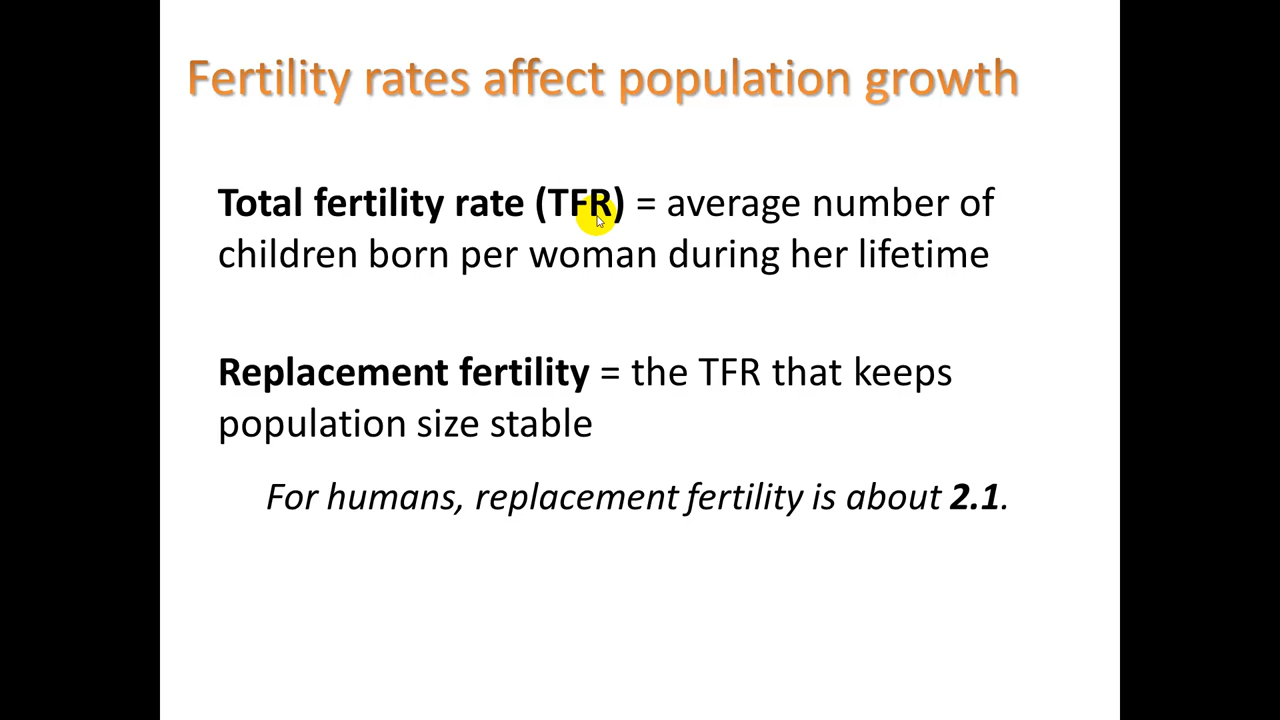 Fertility rates affect population growth
Total fertility rate (TFR) = average number of
children born per woman during her lifetime
Replacement fertility = the TFR that keeps
population size stable
For humans, replacement fertility is about 2.1.